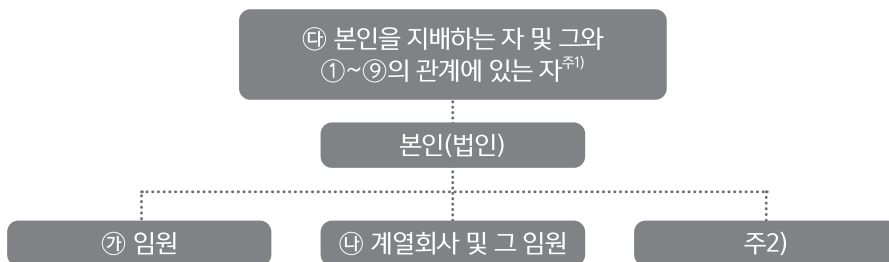 ㉰ 본인을 지배하는 자 및 그와
①~⑨의 관계에 있는 자주1)
본인(법인)
㉮ 임원
㉯ 계열회사 및 그 임원
주2)